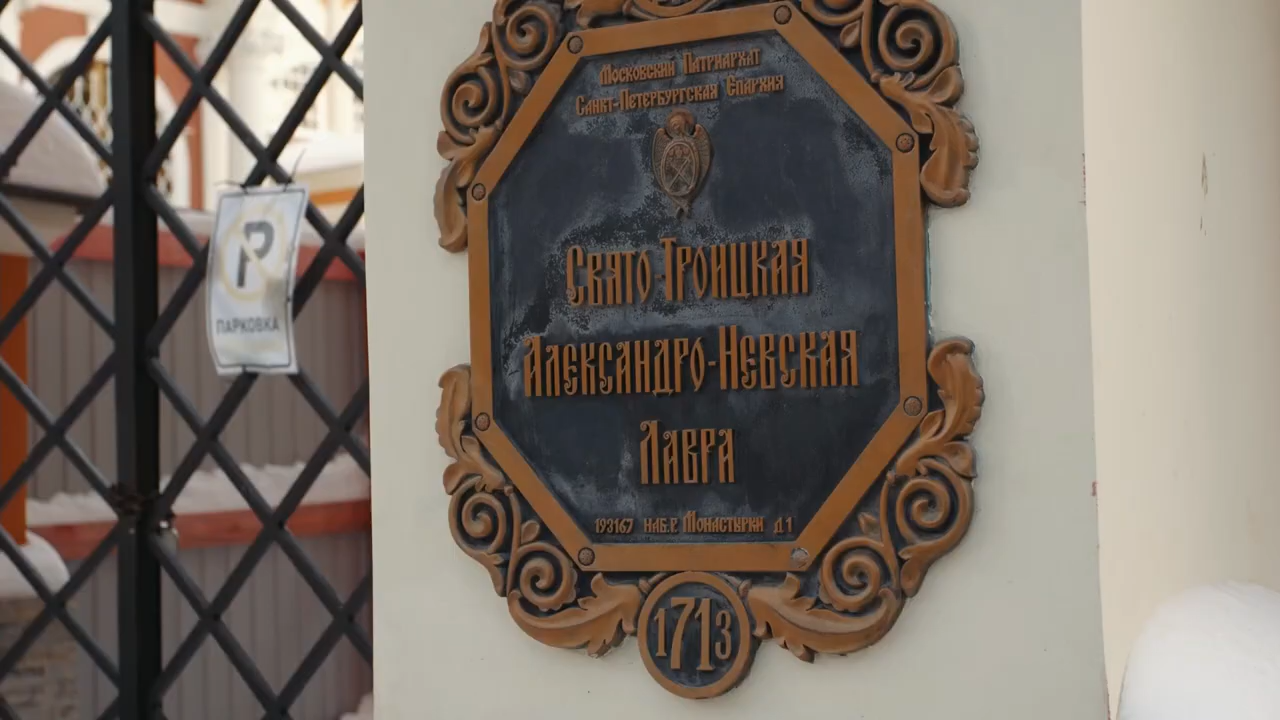 Московский Патриархат
Санкт-Петербургская Епархия
Свято-Троицкая
Александро-Невская
Лавра
193167 наб.р. Монастырки д 1
1713
P
ПАРКОВКА